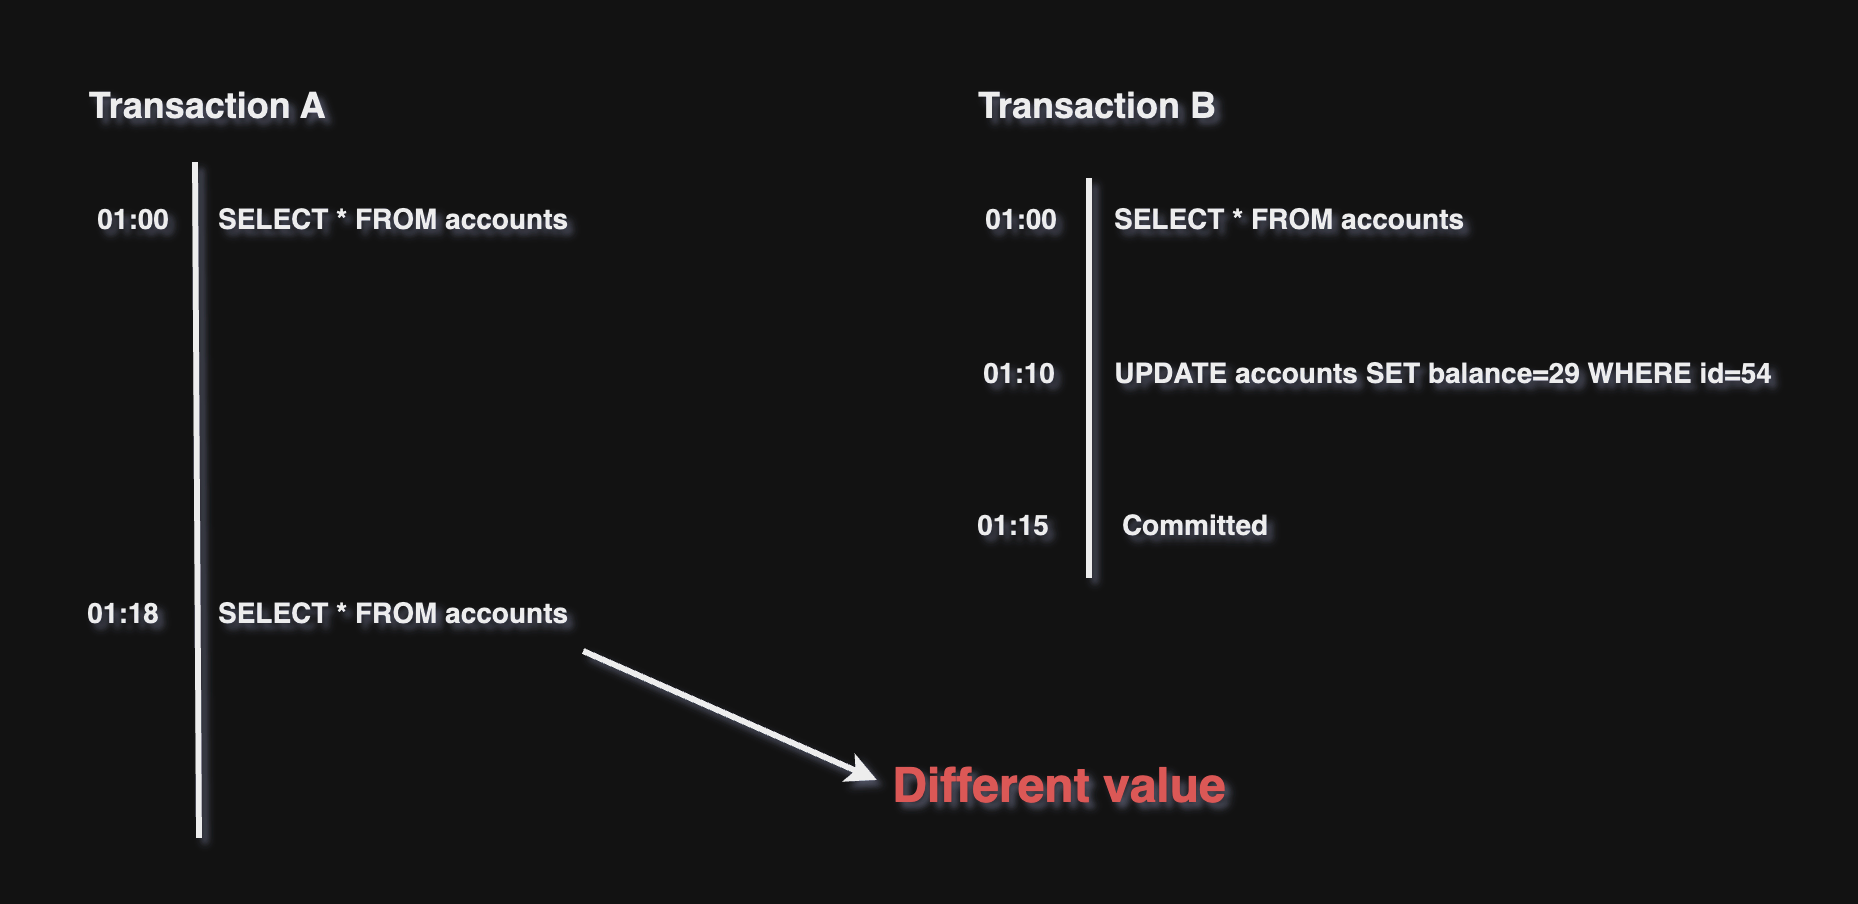 Transaction A
01:00 SELECT * FROM accounts
01:18 SELECT * FROM accounts
Transaction B
01:00 SELECT * FROM accounts
01:10 UPDATE accounts SET balance=29 WHERE id=54
01:15 Committed
Different value